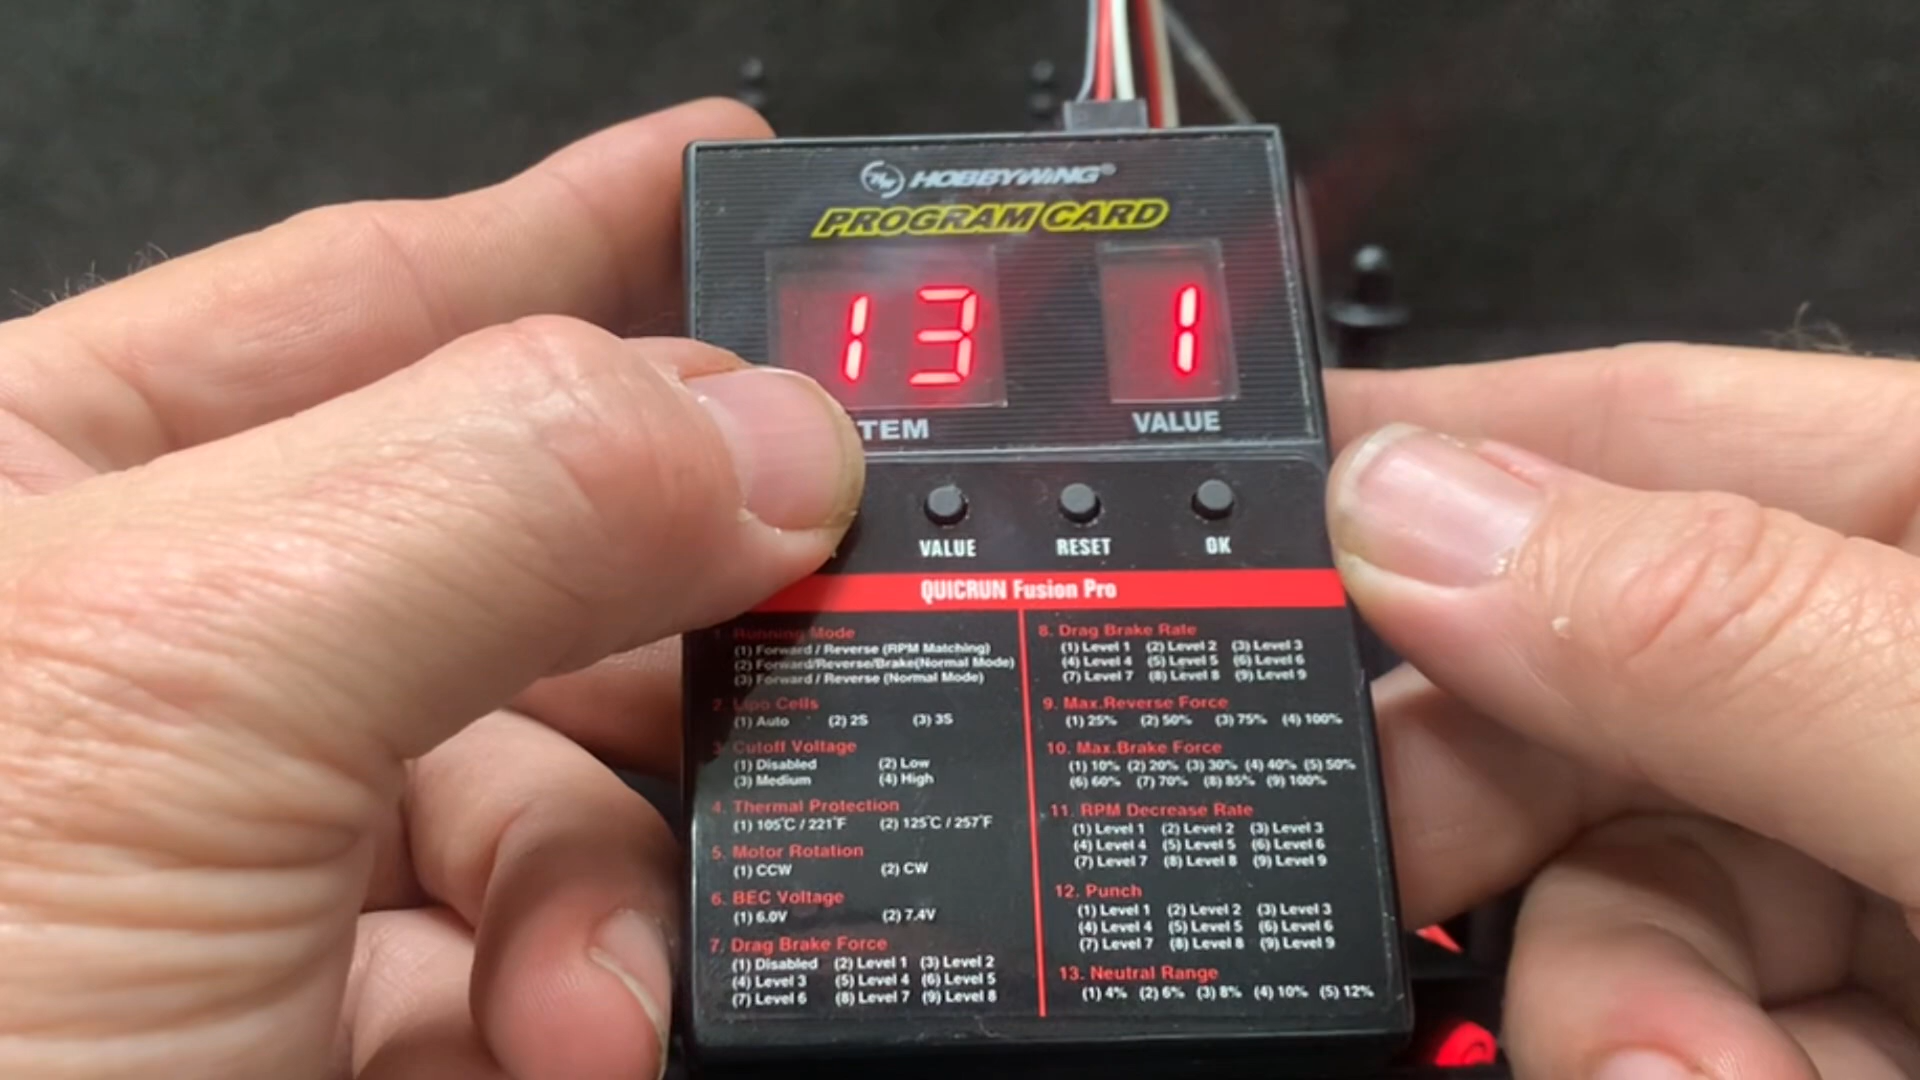 HOBBYWING®
PROGRAM CARD
13 1
TEM VALUE
VALUE RESET OK
QUICRUN Fusion Pro
1. Running Mode
(1) Forward / Reverse (RPM Matching)
(2) Forward/Reverse/Brake(Normal Mode)
(3) Forward / Reverse (Normal Mode)
2. Lipo Cells
(1) Auto (2) 2S (3) 3S
3. Cutoff Voltage
(1) Disabled (2) Low
(3) Medium (4) High
4. Thermal Protection
(1) 105°C / 221°F (2) 125°C / 257°F
5. Motor Rotation
(1) CCW (2) CW
6. BEC Voltage
(1) 6.0V (2) 7.4V
7. Drag Brake Force
(1) Disabled (2) Level 1 (3) Level 2
(4) Level 3 (5) Level 4 (6) Level 5
(7) Level 6 (8) Level 7 (9) Level 8
8. Drag Brake Rate
(1) Level 1 (2) Level 2 (3) Level 3
(4) Level 4 (5) Level 5 (6) Level 6
(7) Level 7 (8) Level 8 (9) Level 9
9. Max.Reverse Force
(1) 25% (2) 50% (3) 75% (4) 100%
10. Max.Brake Force
(1) 10% (2) 20% (3) 30% (4) 40% (5) 50%
(6) 60% (7) 70% (8) 85% (9) 100%
11. RPM Decrease Rate
(1) Level 1 (2) Level 2 (3) Level 3
(4) Level 4 (5) Level 5 (6) Level 6
(7) Level 7 (8) Level 8 (9) Level 9
12. Punch
(1) Level 1 (2) Level 2 (3) Level 3
(4) Level 4 (5) Level 5 (6) Level 6
(7) Level 7 (8) Level 8 (9) Level 9
13. Neutral Range
(1) 4% (2) 6% (3) 8% (4) 10% (5) 12%